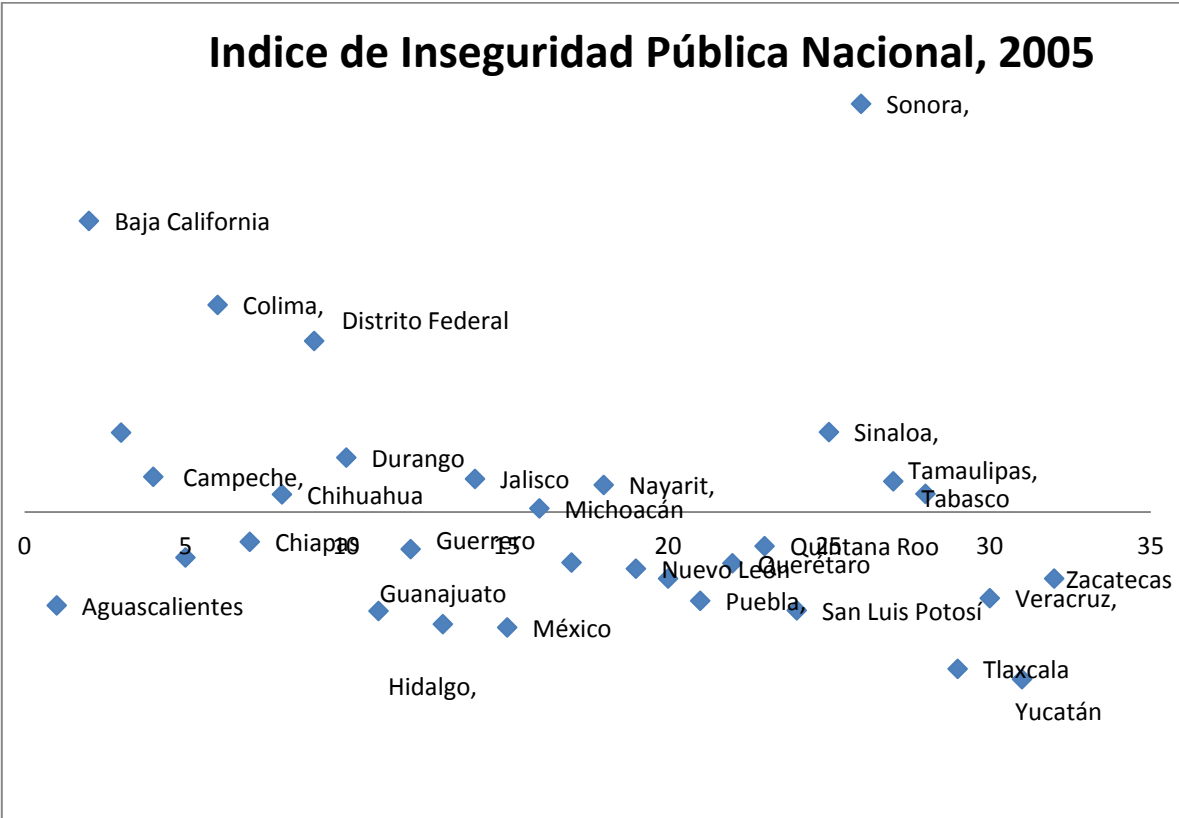 Indice de Inseguridad Pública Nacional, 2005
Sonora,
Baja California
Colima,
Distrito Federal
Sinaloa,
Durango
Tamaulipas,
Campeche,
Jalisco
Nayarit,
Chihuahua
Tabasco
Michoacán
0
5
Chiapas
10
Guerrero
15
20
Quintana Roo
25
30
35
Nuevo León
Querétaro
Zacatecas
Aguascalientes
Guanajuato
Puebla,
San Luis Potosí
Veracruz,
México
Hidalgo,
Tlaxcala
Yucatán